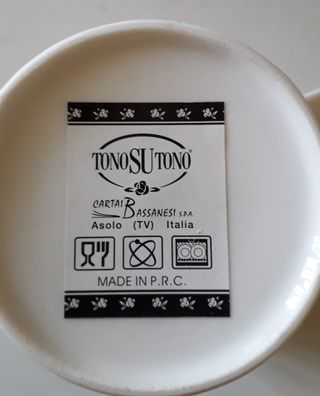 TONOSUTONO®
CARTAI
BASSANESI S.P.A.
Asolo (TV) Italia
MADE IN P.R.C.